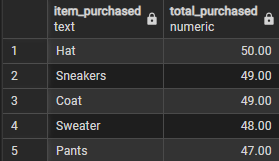 item_purchased total_purchased
text numeric
1 Hat 50.00
2 Sneakers 49.00
3 Coat 49.00
4 Sweater 48.00
5 Pants 47.00